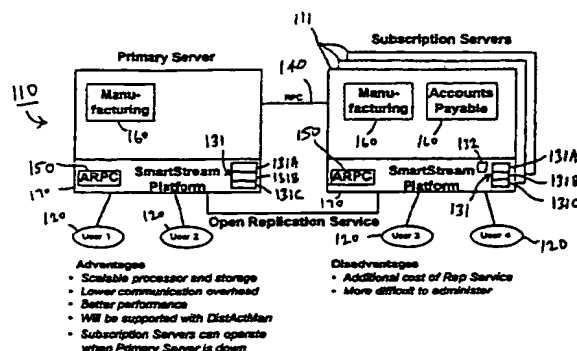 111
Primary Server
Subscription Servers
110
140
RPC
Manu-
facturing
160
Manu-
facturing
160
Accounts
Payable
160
132
150
ARPC
170
SmartStream
Platform
131
131A
131B
131C
150
ARPC
170
SmartStream
Platform
131
131A
131B
131C
Open Replication Service
120
User 1
120
User 2
120
User 3
User 4
120
Advantages
• Scalable processor and storage
• Lower communication overhead
• Better performance
• Will be supported with DistActMan
• Subscription Servers can operate
when Primary Server is down
Disadvantages
• Additional cost of Rep Service
• More difficult to administer